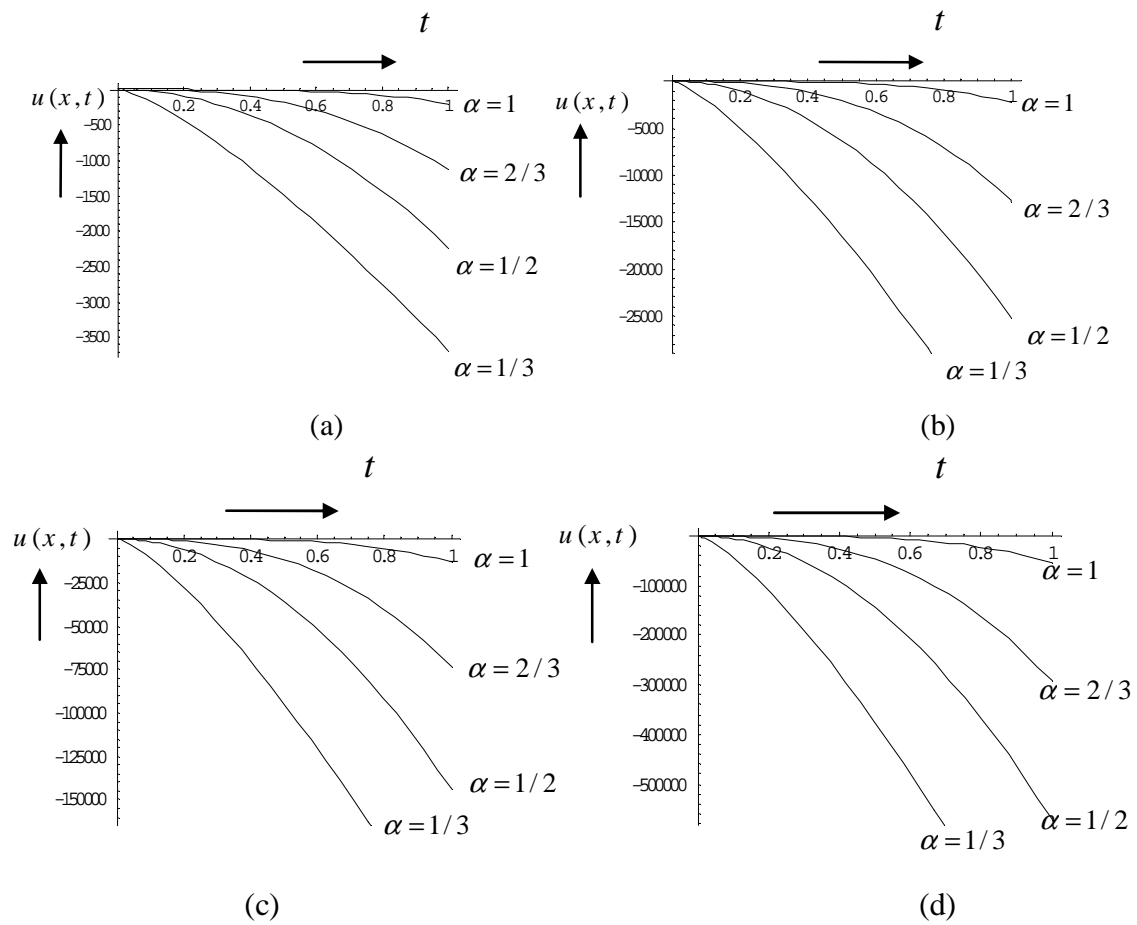 t
u(x,t)
0.2 0.4 0.6 0.8 1
-500
-1000
-1500
-2000
-2500
-3000
-3500
α = 1
α = 2/3
α = 1/2
α = 1/3
(a)
t
u(x,t)
0.2 0.4 0.6 0.8 1
-5000
-10000
-15000
-20000
-25000
α = 1
α = 2/3
α = 1/2
α = 1/3
(b)
t
u(x,t)
0.2 0.4 0.6 0.8 1
-25000
-50000
-75000
-100000
-125000
-150000
α = 1
α = 2/3
α = 1/2
α = 1/3
(c)
t
u(x,t)
0.2 0.4 0.6 0.8 1
-100000
-200000
-300000
-400000
-500000
α = 1
α = 2/3
α = 1/2
α = 1/3
(d)